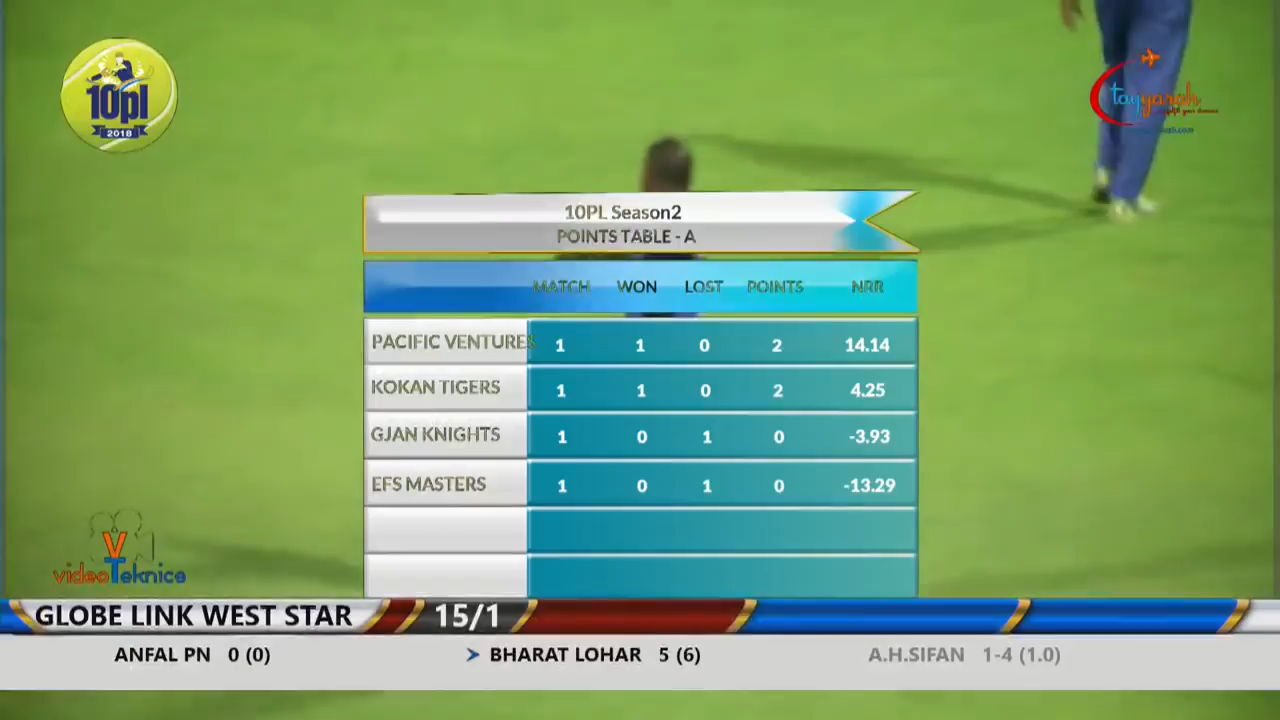 10pl
2018
tayyarah
10PL Season2
POINTS TABLE - A
MATCH WON LOST POINTS NRR
PACIFIC VENTURES 1 1 0 2 14.14
KOKAN TIGERS 1 1 0 2 4.25
GJAN KNIGHTS 1 0 1 0 -3.93
EFS MASTERS 1 0 1 0 -13.29
videoTeknics
GLOBE LINK WEST STAR 15/1
ANFAL PN 0 (0) BHARAT LOHAR 5 (6) A.H.SIFAN 1-4 (1.0)